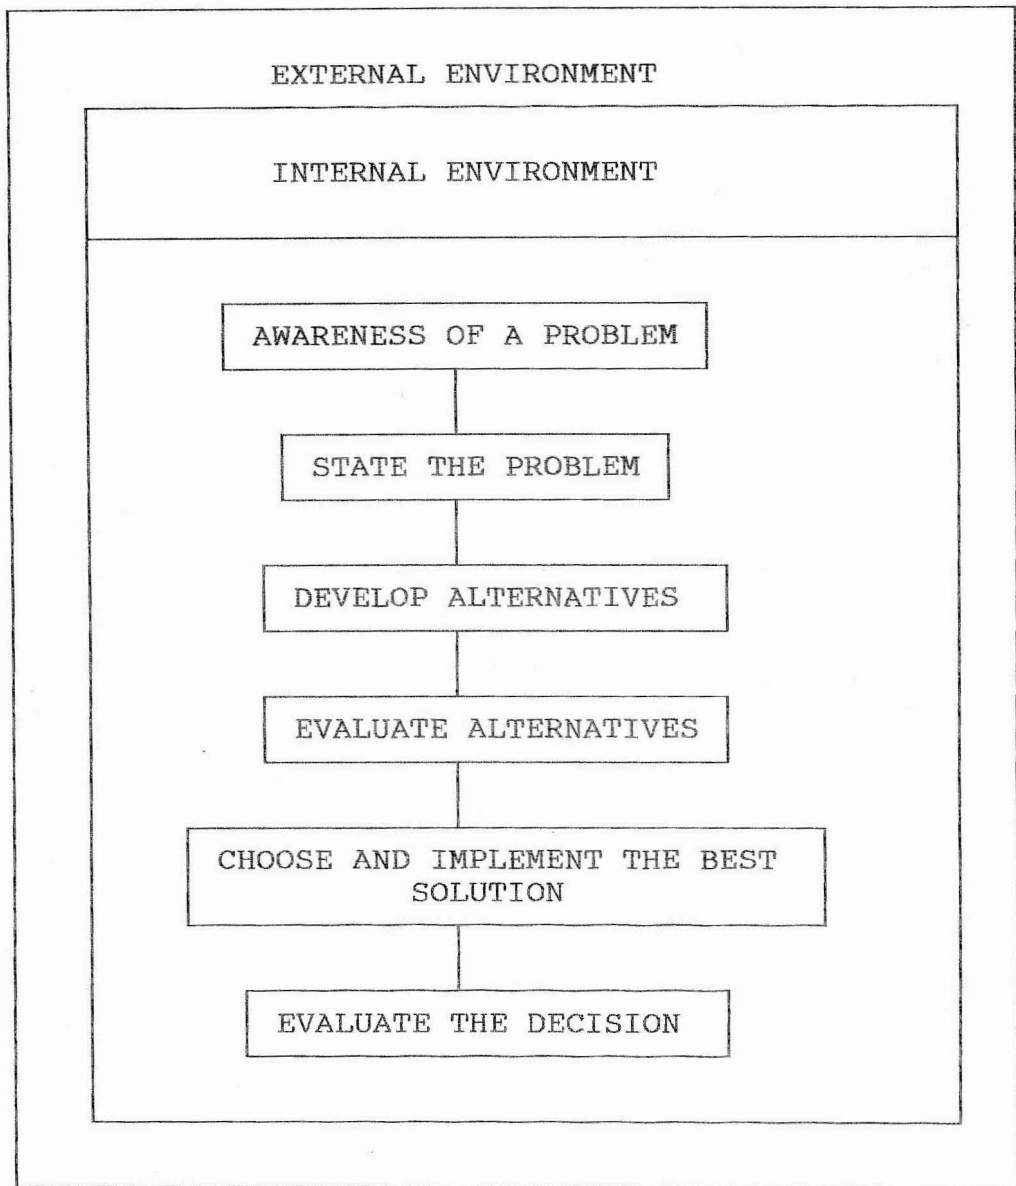 EXTERNAL ENVIRONMENT
INTERNAL ENVIRONMENT
AWARENESS OF A PROBLEM
STATE THE PROBLEM
DEVELOP ALTERNATIVES
EVALUATE ALTERNATIVES
CHOOSE AND IMPLEMENT THE BEST
SOLUTION
EVALUATE THE DECISION